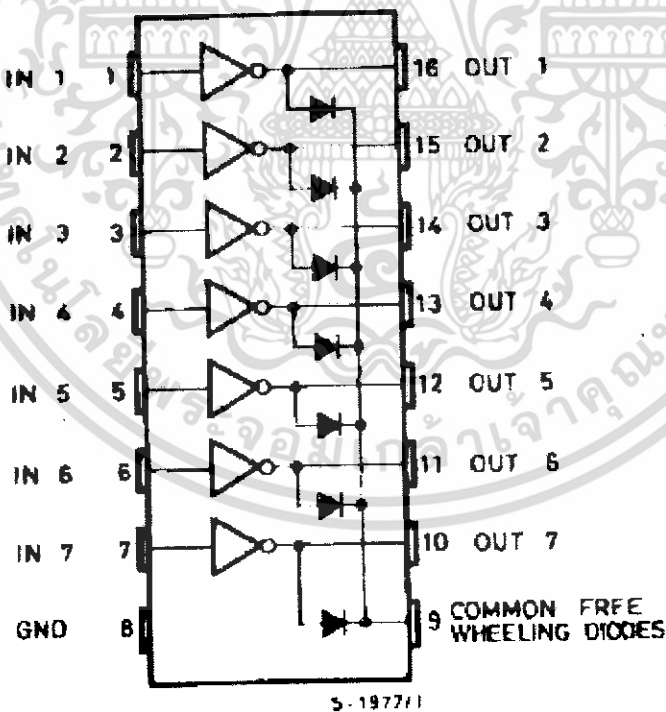 IN 1 1 16 OUT 1
IN 2 2 15 OUT 2
IN 3 3 14 OUT 3
IN 4 4 13 OUT 4
IN 5 5 12 OUT 5
IN 6 6 11 OUT 6
IN 7 7 10 OUT 7
GND 8 9 COMMON FREE
WHEELING DIODES
S-1977/1